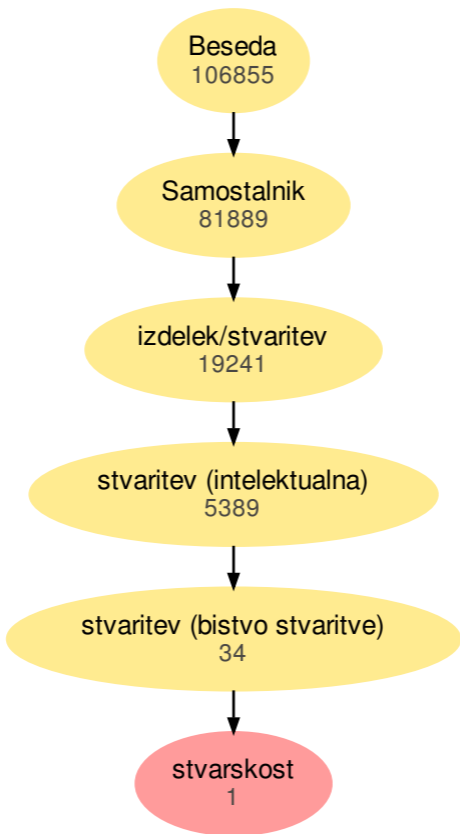 Beseda
106855
Samostalnik
81889
izdelek/stvaritev
19241
stvaritev (intelektualna)
5389
stvaritev (bistvo stvaritve)
34
stvarskost
1